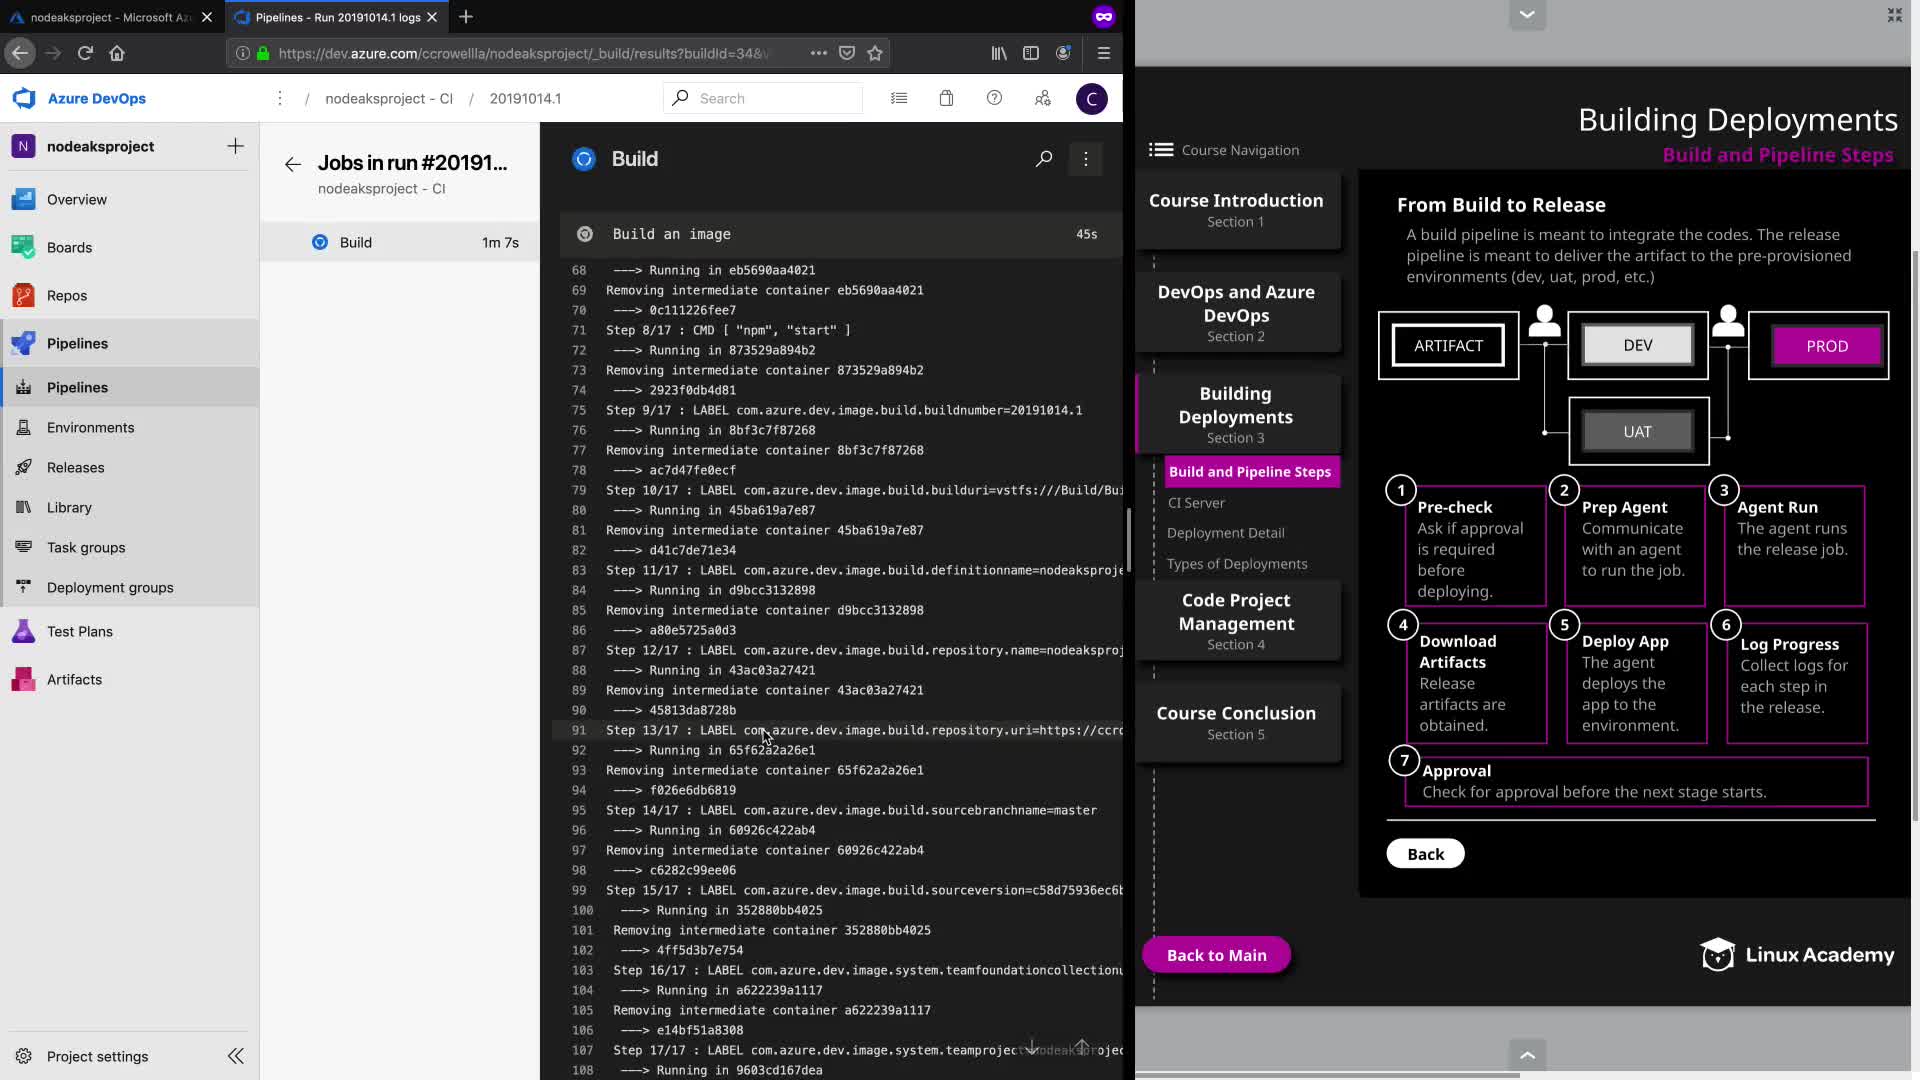 nodeaksproject - Microsoft Az
Pipelines - Run 20191014.1 logs
https://dev.azure.com/ccrowellla/nodeaksproject/_build/results?buildId=34&v
Azure DevOps
/ nodeaksproject - CI / 20191014.1
Search
C
N nodeaksproject
Overview
Boards
Repos
Pipelines
Pipelines
Environments
Releases
Library
Task groups
Deployment groups
Test Plans
Artifacts
Project settings
Jobs in run #20191...
nodeaksproject - CI
Build 1m 7s
Build
Build an image 45s
68 ---> Running in eb5690aa4021
69 Removing intermediate container eb5690aa4021
70 ---> 0c111226fee7
71 Step 8/17 : CMD [ "npm", "start" ]
72 ---> Running in 873529a894b2
73 Removing intermediate container 873529a894b2
74 ---> 2923f0db4d81
75 Step 9/17 : LABEL com.azure.dev.image.build.buildnumber=20191014.1
76 ---> Running in 8bf3c7f87268
77 Removing intermediate container 8bf3c7f87268
78 ---> ac7d47fe0ecf
79 Step 10/17 : LABEL com.azure.dev.image.build.builduri=vstfs:///Build/Bui
80 ---> Running in 45ba619a7e87
81 Removing intermediate container 45ba619a7e87
82 ---> d41c7de71e34
83 Step 11/17 : LABEL com.azure.dev.image.build.definitionname=nodeaksproje
84 ---> Running in d9bcc3132898
85 Removing intermediate container d9bcc3132898
86 ---> a80e5725a0d3
87 Step 12/17 : LABEL com.azure.dev.image.build.repository.name=nodeaksproj
88 ---> Running in 43ac03a27421
89 Removing intermediate container 43ac03a27421
90 ---> 45813da8728b
91 Step 13/17 : LABEL com.azure.dev.image.build.repository.uri=https://ccro
92 ---> Running in 65f62a2a26e1
93 Removing intermediate container 65f62a2a26e1
94 ---> f026e6db6819
95 Step 14/17 : LABEL com.azure.dev.image.build.sourcebranchname=master
96 ---> Running in 60926c422ab4
97 Removing intermediate container 60926c422ab4
98 ---> c6282c99ee06
99 Step 15/17 : LABEL com.azure.dev.image.build.sourceversion=c58d75936ec6b
100 ---> Running in 352880bb4025
101 Removing intermediate container 352880bb4025
102 ---> 4ff5d3b7e754
103 Step 16/17 : LABEL com.azure.dev.image.system.teamfoundationcollectionu
104 ---> Running in a622239a1117
105 Removing intermediate container a622239a1117
106 ---> e14bf51a8308
107 Step 17/17 : LABEL com.azure.dev.image.system.teamproject=nodeaksprojec
108 ---> Running in 9603cd167dea
Building Deployments
Build and Pipeline Steps
Course Navigation
Course Introduction
Section 1
DevOps and Azure
DevOps
Section 2
Building
Deployments
Section 3
Build and Pipeline Steps
CI Server
Deployment Detail
Types of Deployments
Code Project
Management
Section 4
Course Conclusion
Section 5
Back to Main
From Build to Release
A build pipeline is meant to integrate the codes. The release
pipeline is meant to deliver the artifact to the pre-provisioned
environments (dev, uat, prod, etc.)
ARTIFACT
DEV
PROD
UAT
1
Pre-check
Ask if approval
is required
before
deploying.
2
Prep Agent
Communicate
with an agent
to run the job.
3
Agent Run
The agent runs
the release job.
4
Download
Artifacts
Release
artifacts are
obtained.
5
Deploy App
The agent
deploys the
app to the
environment.
6
Log Progress
Collect logs for
each step in
the release.
7
Approval
Check for approval before the next stage starts.
Back
Linux Academy